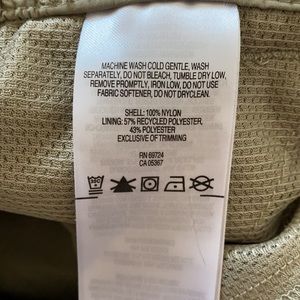 MACHINE WASH COLD GENTLE, WASH
SEPARATELY, DO NOT BLEACH, TUMBLE DRY LOW,
REMOVE PROMPTLY, IRON LOW, DO NOT USE
FABRIC SOFTENER, DO NOT DRYCLEAN.
SHELL: 100% NYLON
LINING: 57% RECYCLED POLYESTER,
43% POLYESTER
EXCLUSIVE OF TRIMMING
RN 69724
CA 05367